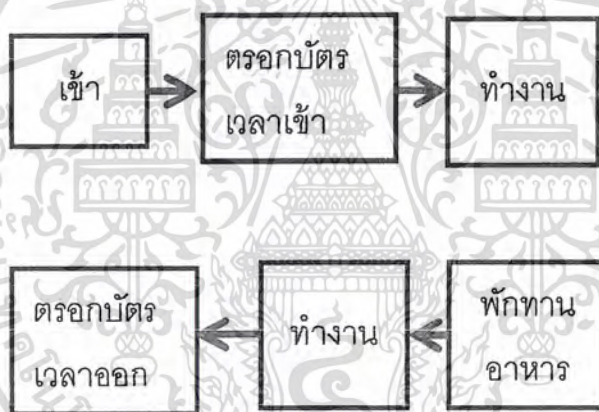 เข้า
ตรอกบัตร
เวลาเข้า
ทำงาน
ตรอกบัตร
เวลาออก
ทำงาน
พักทาน
อาหาร